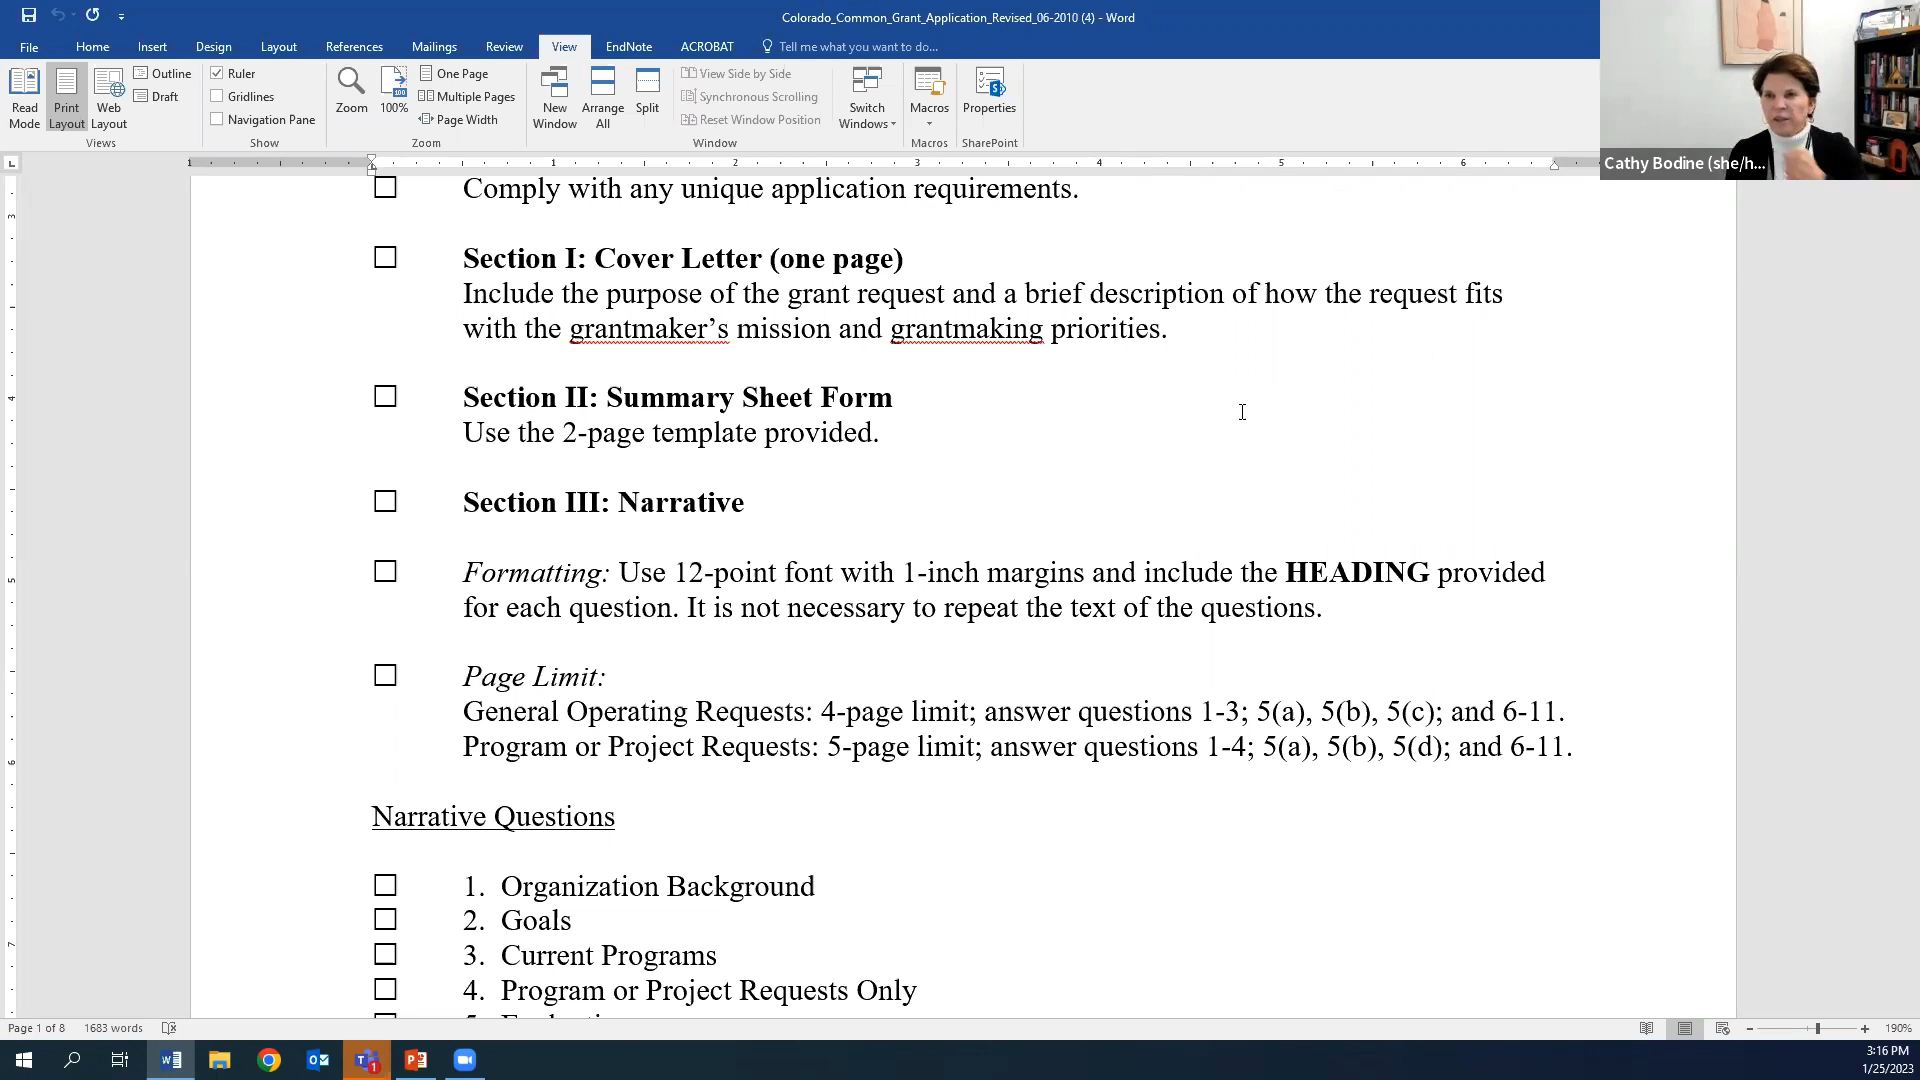 Colorado_Common_Grant_Application_Revised_06-2010 (4) - Word
File Home Insert Design Layout References Mailings Review View EndNote ACROBAT Tell me what you want to do...
Read Mode
Print Layout
Web Layout
Outline
Draft
Views
Ruler
Gridlines
Navigation Pane
Show
Zoom
100%
One Page
Multiple Pages
Page Width
Zoom
New Window
Arrange All
Split
View Side by Side
Synchronous Scrolling
Reset Window Position
Window
Switch Windows
Macros
Macros
Properties
SharePoint
Cathy Bodine (she/h...
1 1 2 3 4 5 6
3
4
5
6
7
Comply with any unique application requirements.
Section I: Cover Letter (one page)
Include the purpose of the grant request and a brief description of how the request fits
with the grantmaker’s mission and grantmaking priorities.
Section II: Summary Sheet Form
Use the 2-page template provided.
Section III: Narrative
Formatting: Use 12-point font with 1-inch margins and include the HEADING provided
for each question. It is not necessary to repeat the text of the questions.
Page Limit:
General Operating Requests: 4-page limit; answer questions 1-3; 5(a), 5(b), 5(c); and 6-11.
Program or Project Requests: 5-page limit; answer questions 1-4; 5(a), 5(b), 5(d); and 6-11.
Narrative Questions
1. Organization Background
2. Goals
3. Current Programs
4. Program or Project Requests Only
Page 1 of 8 1683 words 190%
3:16 PM
1/25/2023